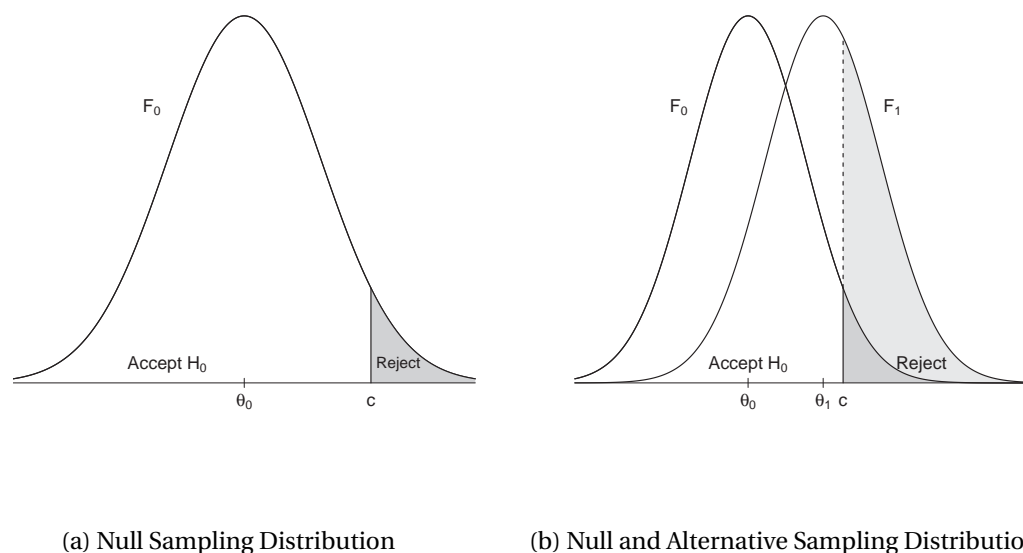 F₀
Accept H₀
Reject
θ₀
c
F₀
F₁
Accept H₀
Reject
θ₀
θ₁ c
(a) Null Sampling Distribution
(b) Null and Alternative Sampling Distributio